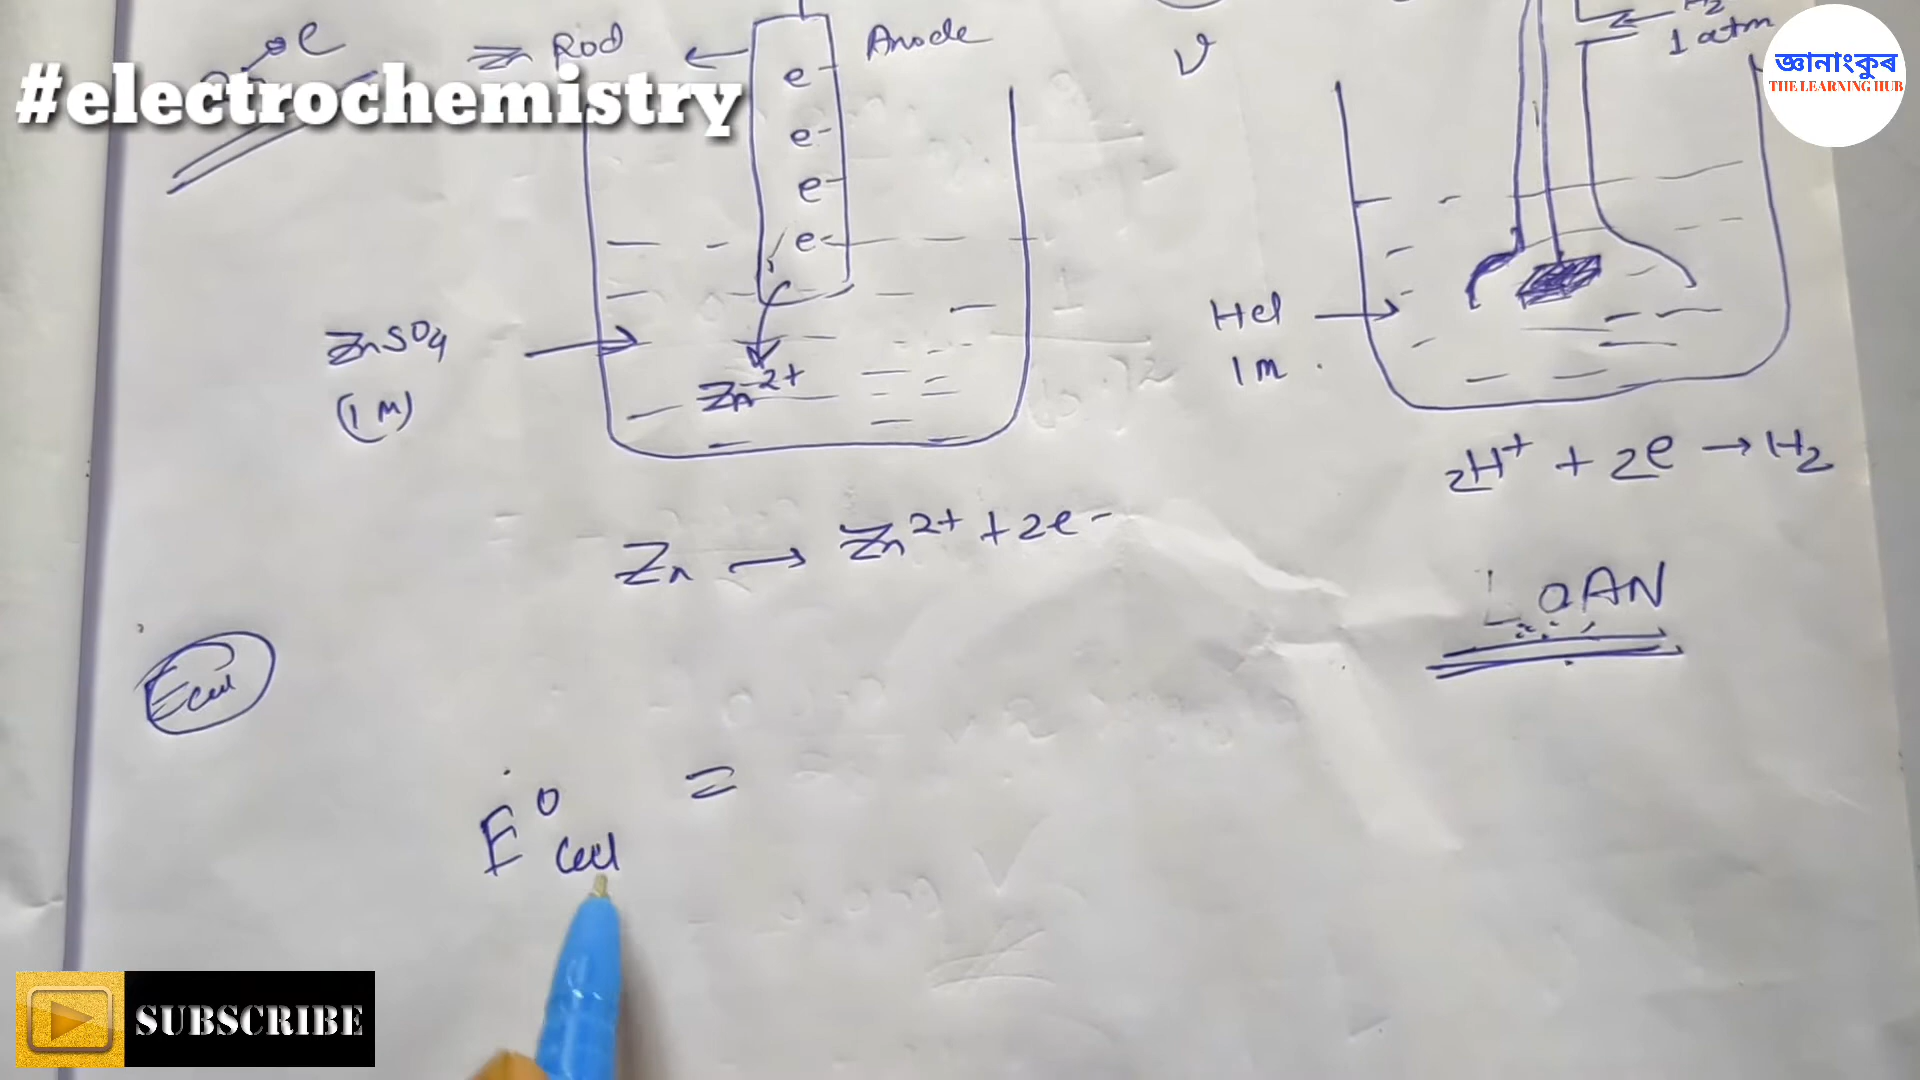 e
Zn Rod
Anode
#electrochemistry
e-
e-
e-
e-
V
1 atm
জ্ঞানাংকুৰ
THE LEARNING HUB
ZnSO4
(1 M)
Zn2+
Hcl
1 M
2H+ + 2e → H2
Zn → Zn2+ + 2e-
LOAN
Ecell
E0cell =
SUBSCRIBE